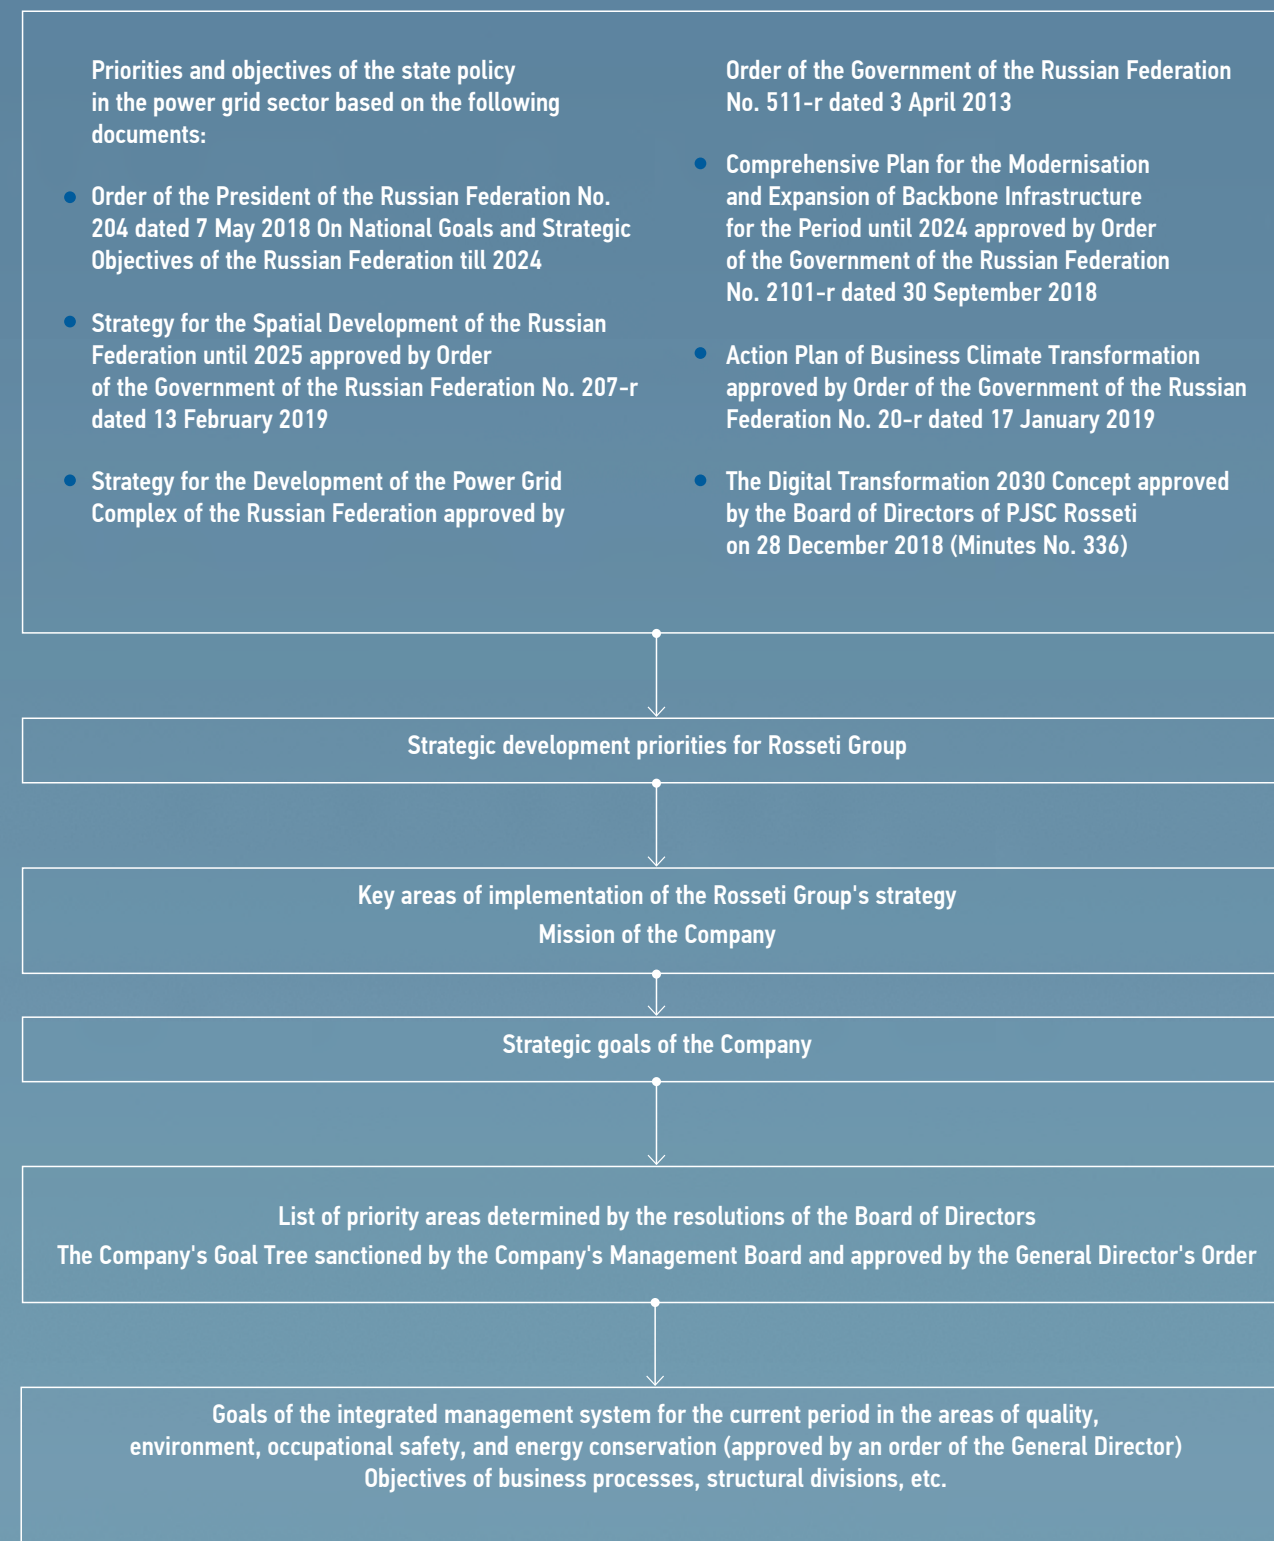 Priorities and objectives of the state policy
in the power grid sector based on the following
documents:
Order of the President of the Russian Federation No.
204 dated 7 May 2018 On National Goals and Strategic
Objectives of the Russian Federation till 2024
Strategy for the Spatial Development of the Russian
Federation until 2025 approved by Order
of the Government of the Russian Federation No. 207-r
dated 13 February 2019
Strategy for the Development of the Power Grid
Complex of the Russian Federation approved by
Order of the Government of the Russian Federation
No. 511-r dated 3 April 2013
Comprehensive Plan for the Modernisation
and Expansion of Backbone Infrastructure
for the Period until 2024 approved by Order
of the Government of the Russian Federation
No. 2101-r dated 30 September 2018
Action Plan of Business Climate Transformation
approved by Order of the Government of the Russian
Federation No. 20-r dated 17 January 2019
The Digital Transformation 2030 Concept approved
by the Board of Directors of PJSC Rosseti
on 28 December 2018 (Minutes No. 336)
Strategic development priorities for Rosseti Group
Key areas of implementation of the Rosseti Group's strategy
Mission of the Company
Strategic goals of the Company
List of priority areas determined by the resolutions of the Board of Directors
The Company's Goal Tree sanctioned by the Company's Management Board and approved by the General Director's Order
Goals of the integrated management system for the current period in the areas of quality,
environment, occupational safety, and energy conservation (approved by an order of the General Director)
Objectives of business processes, structural divisions, etc.